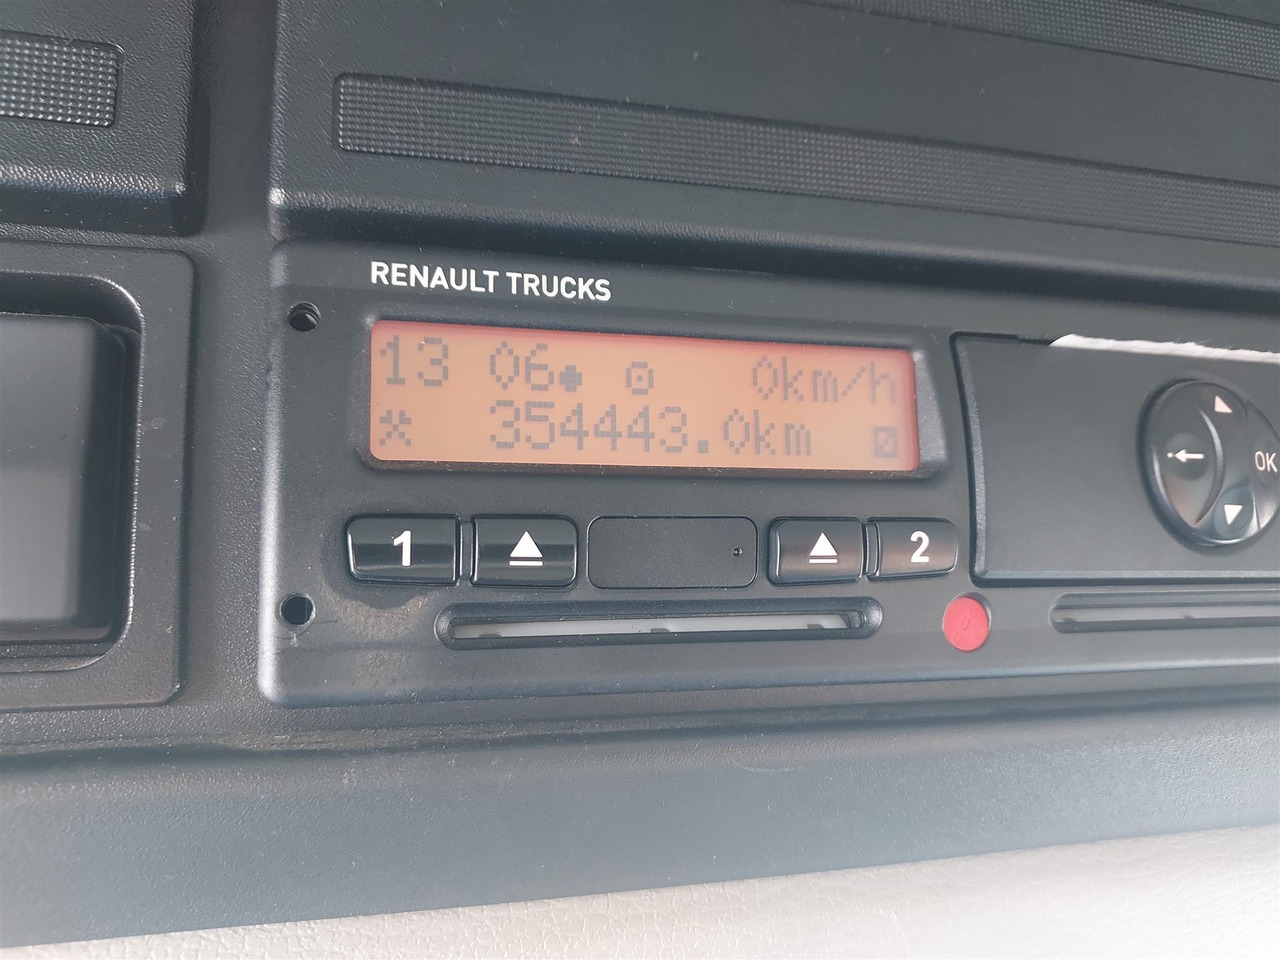 RENAULT TRUCKS
13 06 0km/h
354443.0km
1 2
OK